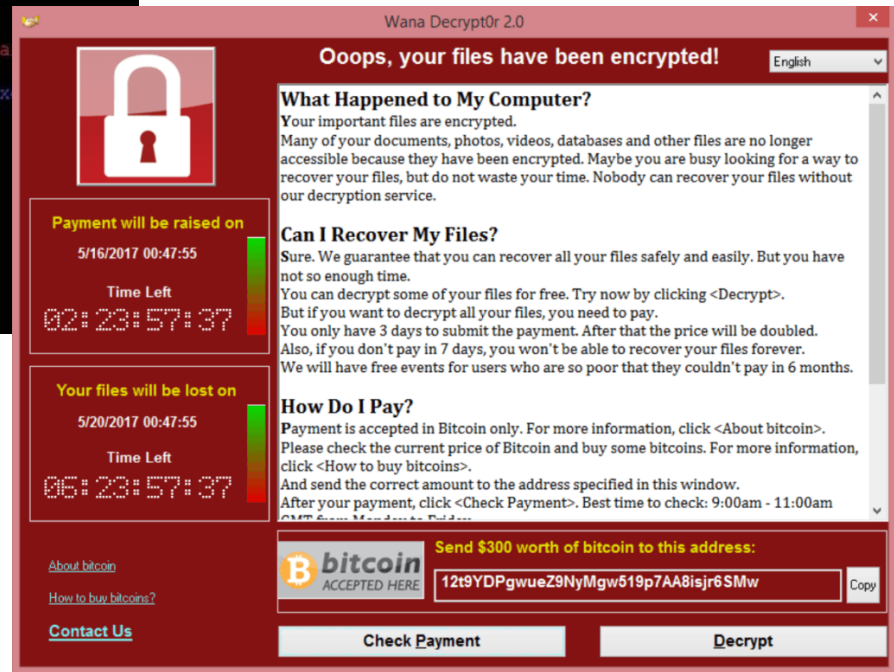 Wana Decrypt0r 2.0
Ooops, your files have been encrypted!
English
Payment will be raised on
5/16/2017 00:47:55
Time Left
02:23:57:37
Your files will be lost on
5/20/2017 00:47:55
Time Left
06:23:57:37
About bitcoin
How to buy bitcoins?
Contact Us
What Happened to My Computer?
Your important files are encrypted.
Many of your documents, photos, videos, databases and other files are no longer
accessible because they have been encrypted. Maybe you are busy looking for a way to
recover your files, but do not waste your time. Nobody can recover your files without
our decryption service.
Can I Recover My Files?
Sure. We guarantee that you can recover all your files safely and easily. But you have
not so enough time.
You can decrypt some of your files for free. Try now by clicking <Decrypt>.
But if you want to decrypt all your files, you need to pay.
You only have 3 days to submit the payment. After that the price will be doubled.
Also, if you don't pay in 7 days, you won't be able to recover your files forever.
We will have free events for users who are so poor that they couldn't pay in 6 months.
How Do I Pay?
Payment is accepted in Bitcoin only. For more information, click <About bitcoin>.
Please check the current price of Bitcoin and buy some bitcoins. For more information,
click <How to buy bitcoins>.
And send the correct amount to the address specified in this window.
After your payment, click <Check Payment>. Best time to check: 9:00am - 11:00am
GMT from Monday to Friday
bitcoin
ACCEPTED HERE
Send $300 worth of bitcoin to this address:
12t9YDPgwueZ9NyMgw519p7AA8isjr6SMw
Copy
Check Payment
Decrypt